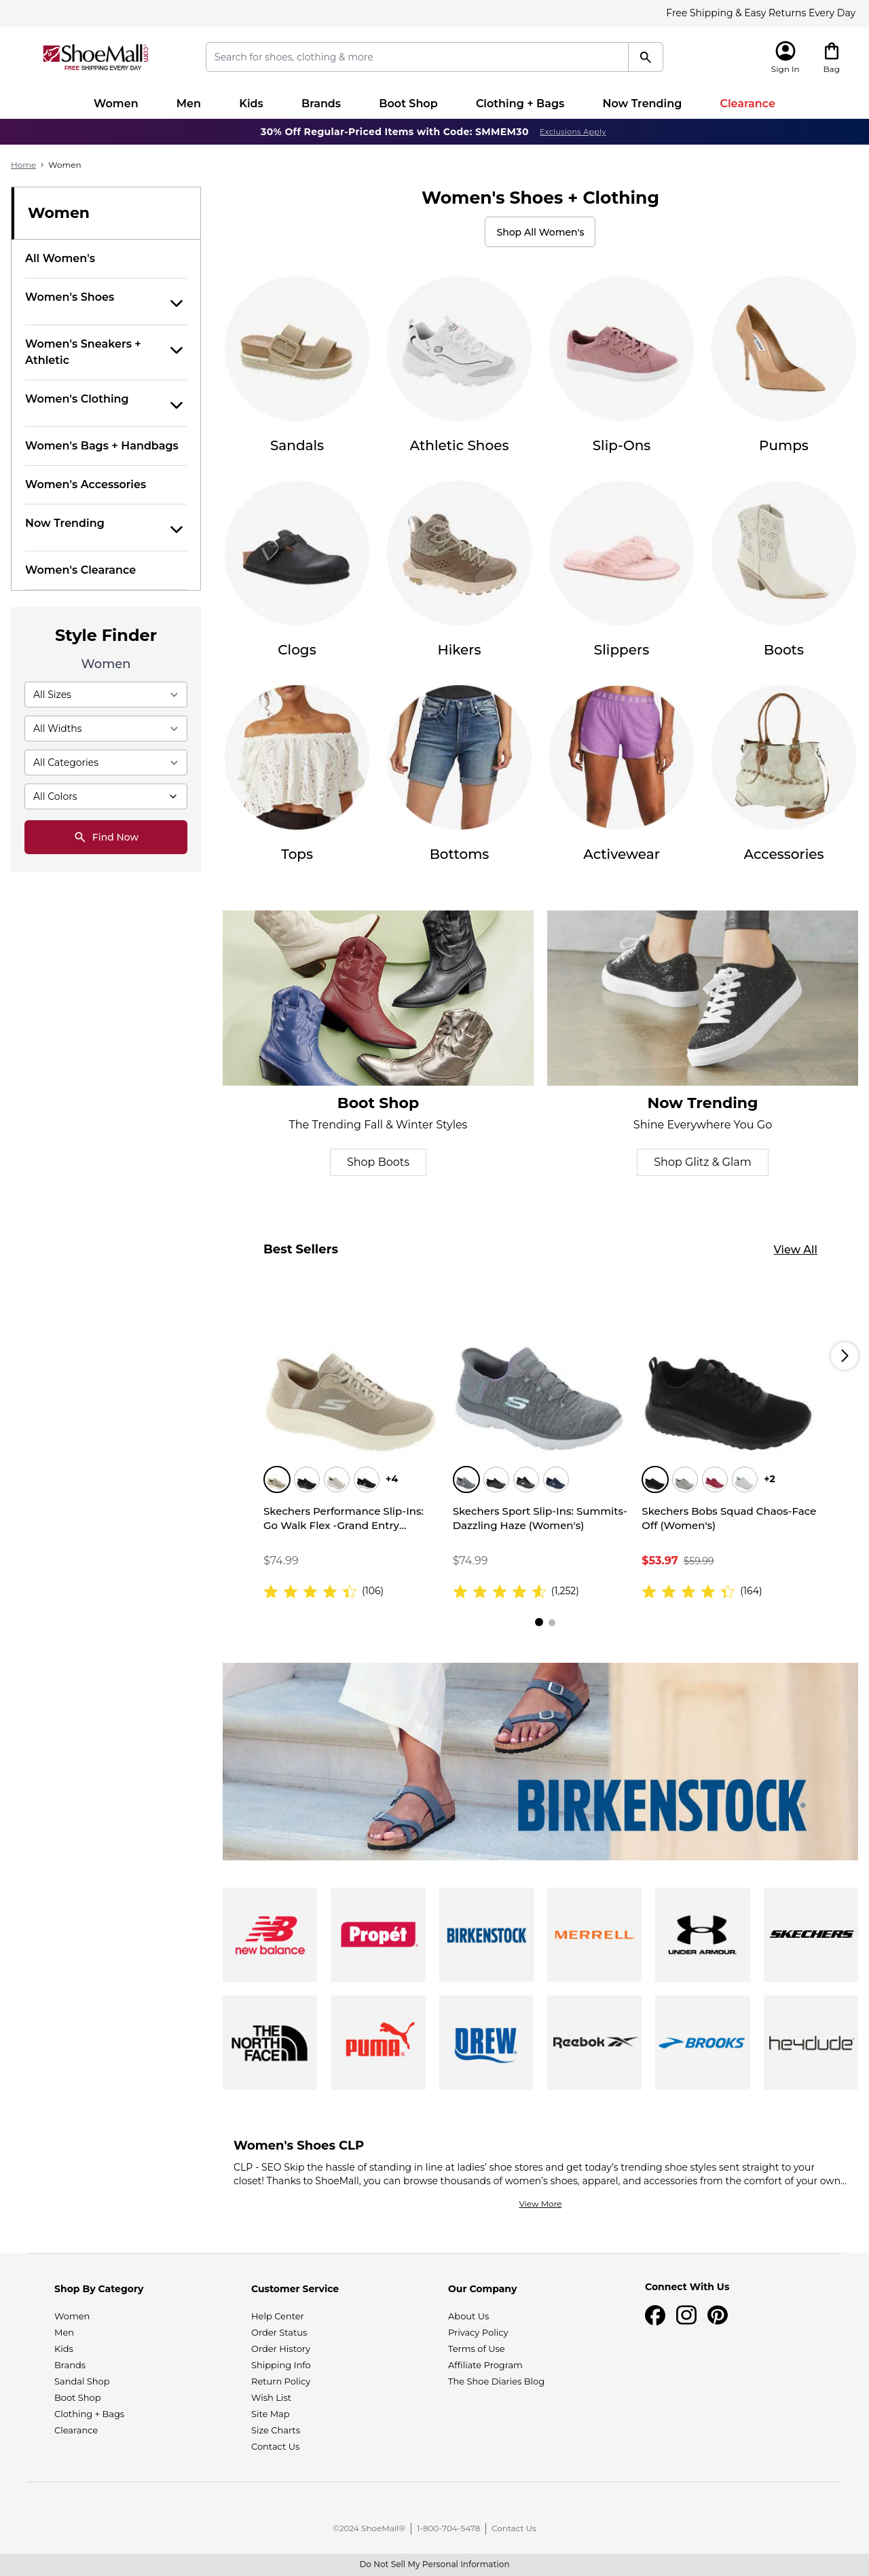 Free Shipping & Easy Returns Every Day
ShoeMall.com
FREE SHIPPING EVERY DAY
Search for shoes, clothing & more
Sign In
Bag
Women
Men
Kids
Brands
Boot Shop
Clothing + Bags
Now Trending
Clearance
30% Off Regular-Priced Items with Code: SMMEM30
Exclusions Apply
Home > Women
Women
All Women's
Women's Shoes
Women's Sneakers +
Athletic
Women's Clothing
Women's Bags + Handbags
Women's Accessories
Now Trending
Women's Clearance
Style Finder
Women
All Sizes
All Widths
All Categories
All Colors
Find Now
Women's Shoes + Clothing
Shop All Women's
Sandals
Athletic Shoes
Slip-Ons
Pumps
Clogs
Hikers
Slippers
Boots
UNDER ARMOUR
Tops
Bottoms
Activewear
Accessories
Boot Shop
The Trending Fall & Winter Styles
Shop Boots
Now Trending
Shine Everywhere You Go
Shop Glitz & Glam
Best Sellers
View All
+4
Skechers Performance Slip-Ins:
Go Walk Flex -Grand Entry...
$74.99
(106)
Skechers Sport Slip-Ins: Summits-
Dazzling Haze (Women's)
$74.99
(1,252)
+2
Skechers Bobs Squad Chaos-Face
Off (Women's)
$53.97 $59.99
(164)
BIRKENSTOCK
new balance
Propét
BIRKENSTOCK
MERRELL
UNDER ARMOUR
SKECHERS
THE
NORTH
FACE
PUMA
DREW
Reebok
BROOKS
heydude
Women's Shoes CLP
CLP - SEO Skip the hassle of standing in line at ladies’ shoe stores and get today’s trending shoe styles sent straight to your
closet! Thanks to ShoeMall, you can browse thousands of women’s shoes, apparel, and accessories from the comfort of your own...
View More
Shop By Category
Women
Men
Kids
Brands
Sandal Shop
Boot Shop
Clothing + Bags
Clearance
Customer Service
Help Center
Order Status
Order History
Shipping Info
Return Policy
Wish List
Site Map
Size Charts
Contact Us
Our Company
About Us
Privacy Policy
Terms of Use
Affiliate Program
The Shoe Diaries Blog
Connect With Us
©2024 ShoeMall® | 1-800-704-5478 | Contact Us
Do Not Sell My Personal Information